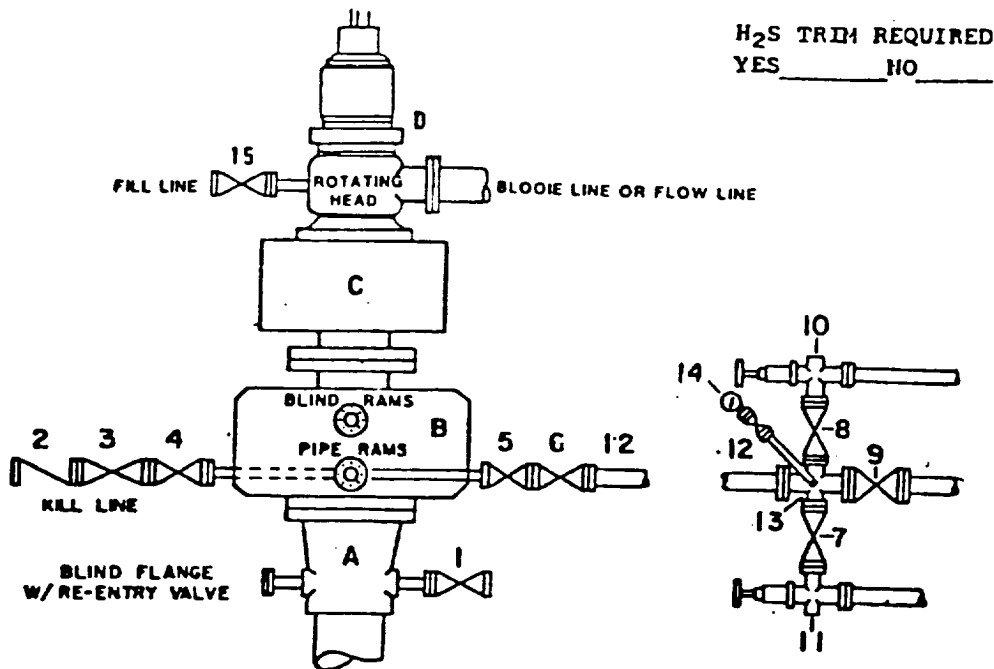 H2S TRIM REQUIRED
YES________NO______
D
15
FILL LINE
ROTATING
HEAD
BLOOIE LINE OR FLOW LINE
C
10
14
BLIND RAMS
B
8
PIPE RAMS
2 3 4
5 6 12
12
9
KILL LINE
13
7
A
1
BLIND FLANGE
W/ RE-ENTRY VALVE
11